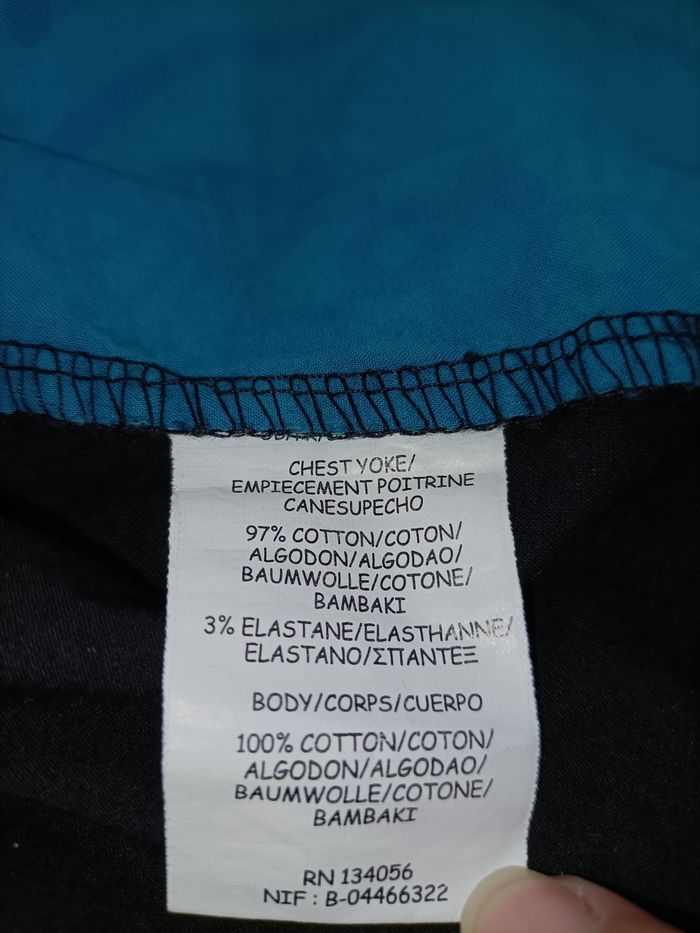 CHEST YOKE/
EMPIECEMENT POITRINE
CANESUPECHO
97% COTTON/COTON/
ALGODON/ALGODAO/
BAUMWOLLE/COTONE/
BAMBAKI
3% ELASTANE/ELASTHANNE/
ELASTANO/ΣΠΑΝΤΕΞ
BODY/CORPS/CUERPO
100% COTTON/COTON/
ALGODON/ALGODAO/
BAUMWOLLE/COTONE/
BAMBAKI
RN 134056
NIF : B-04466322